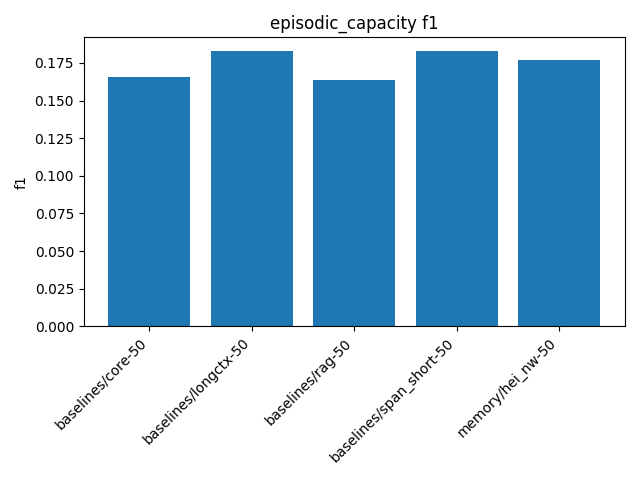 episodic_capacity f1
f1
0.175
0.150
0.125
0.100
0.075
0.050
0.025
0.000
baselines/core-50
baselines/longctx-50
baselines/rag-50
baselines/span_short-50
memory/hei_nw-50